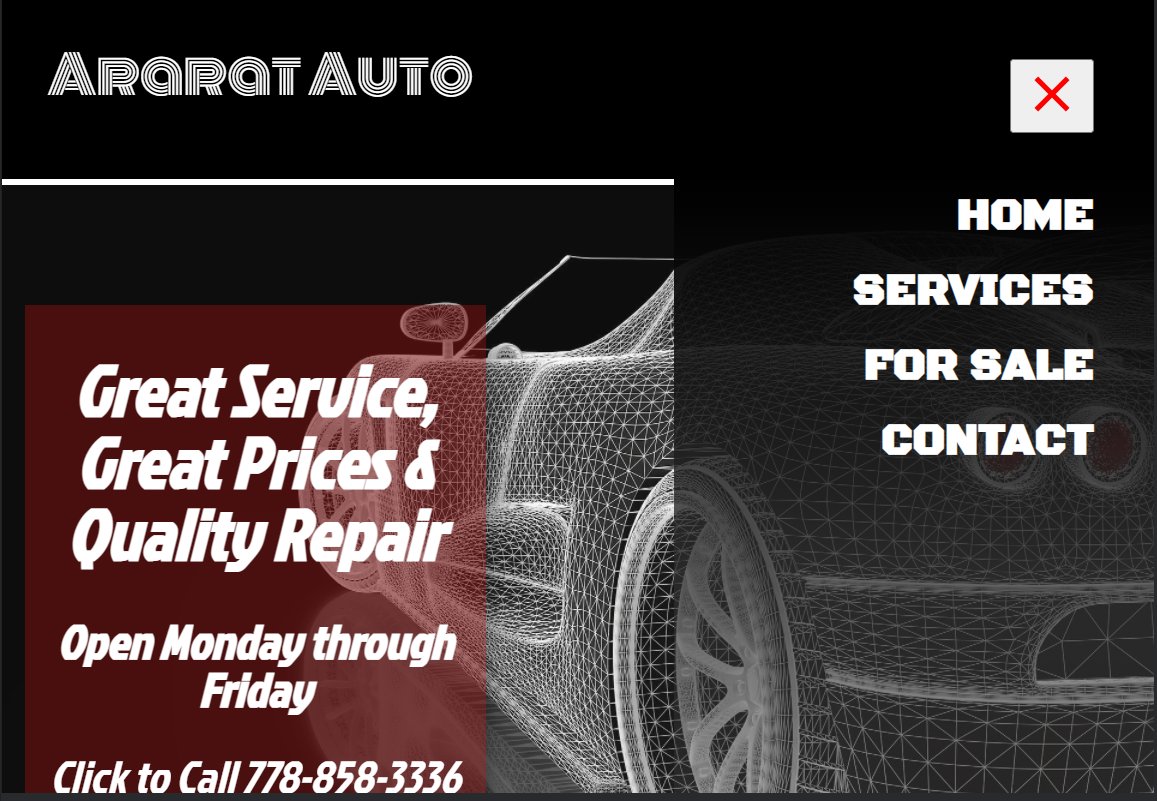 Ararat Auto
HOME
SERVICES
FOR SALE
CONTACT
Great Service,
Great Prices &
Quality Repair
Open Monday through
Friday
Click to Call 778-858-3336